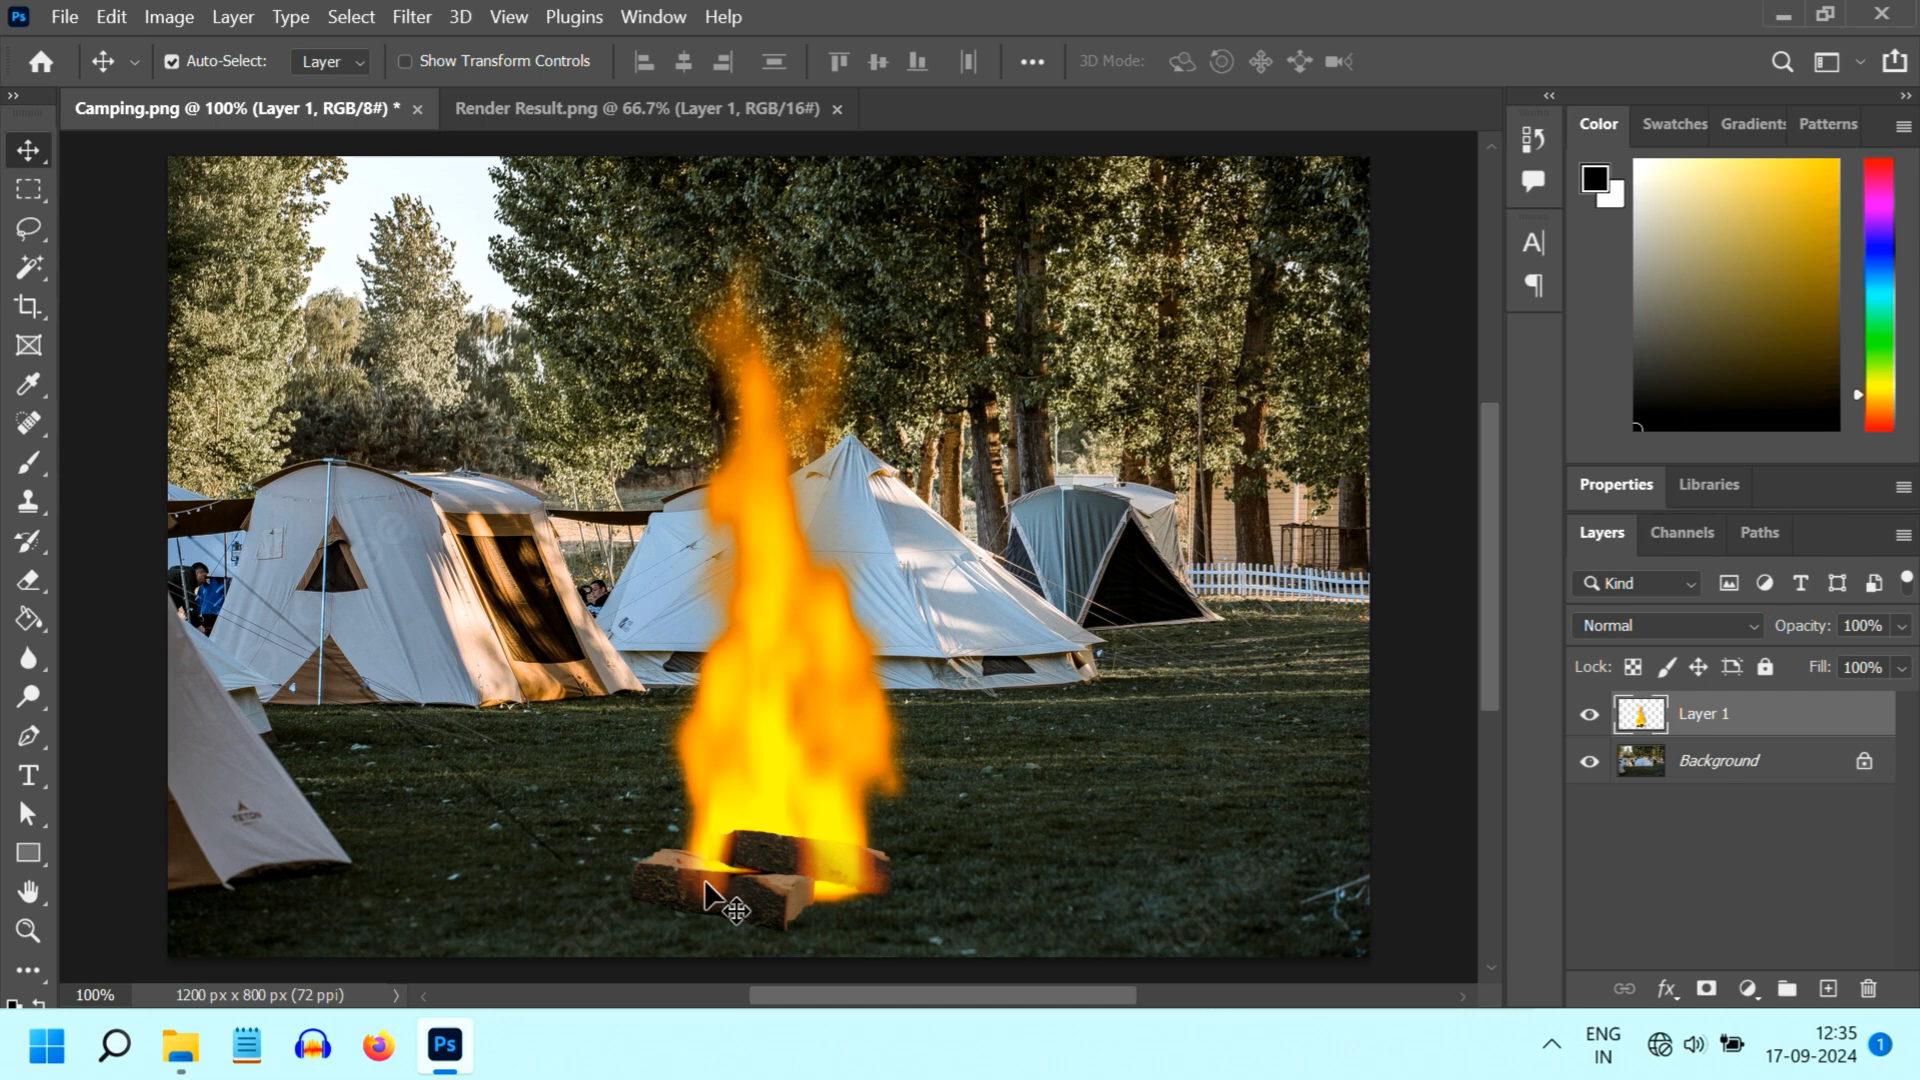 Ps File Edit Image Layer Type Select Filter 3D View Plugins Window Help
Auto-Select: Layer Show Transform Controls 3D Mode:
Camping.png @ 100% (Layer 1, RGB/8#) * Render Result.png @ 66.7% (Layer 1, RGB/16#)
Color Swatches Gradients Patterns
Properties Libraries
Layers Channels Paths
Kind
Normal Opacity: 100%
Lock: Fill: 100%
Layer 1
Background
100% 1200 px x 800 px (72 ppi)
fx
Ps
ENG
IN
12:35
17-09-2024
1